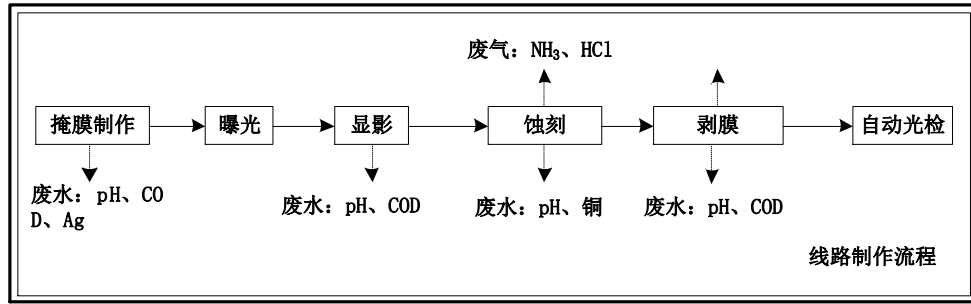 废气：NH₃、HCl
掩膜制作
曝光
显影
蚀刻
剥膜
自动光检
废水：pH、CO
D、Ag
废水：pH、COD
废水：pH、铜
废水：pH、COD
线路制作流程